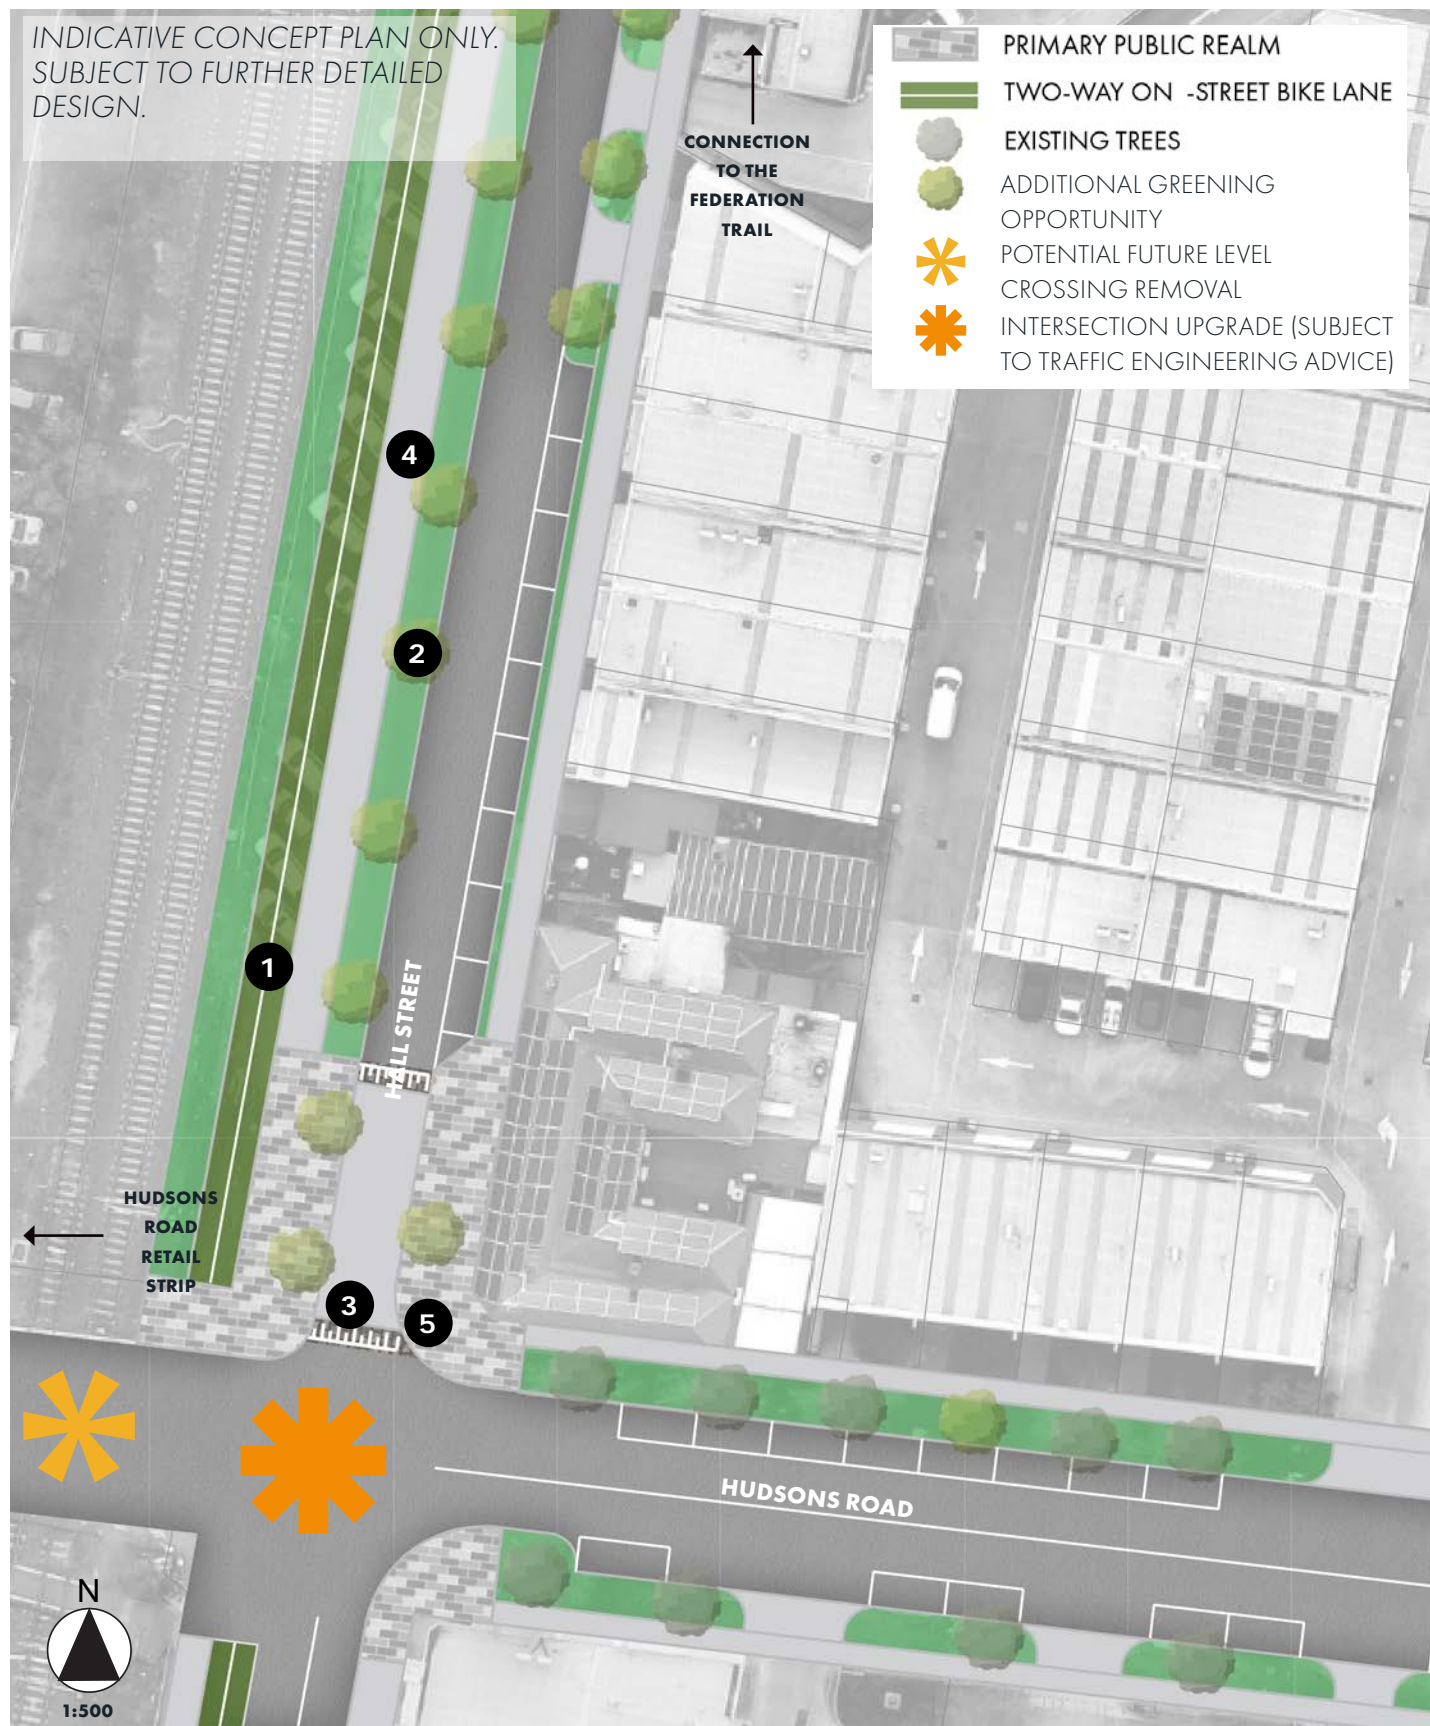 INDICATIVE CONCEPT PLAN ONLY.
SUBJECT TO FURTHER DETAILED
DESIGN.
PRIMARY PUBLIC REALM
TWO-WAY ON -STREET BIKE LANE
EXISTING TREES
ADDITIONAL GREENING
OPPORTUNITY
POTENTIAL FUTURE LEVEL
CROSSING REMOVAL
INTERSECTION UPGRADE (SUBJECT
TO TRAFFIC ENGINEERING ADVICE)
CONNECTION
TO THE
FEDERATION
TRAIL
4
2
1
HALL STREET
HUDSONS
ROAD
RETAIL
STRIP
3
5
HUDSONS ROAD
N
1:500